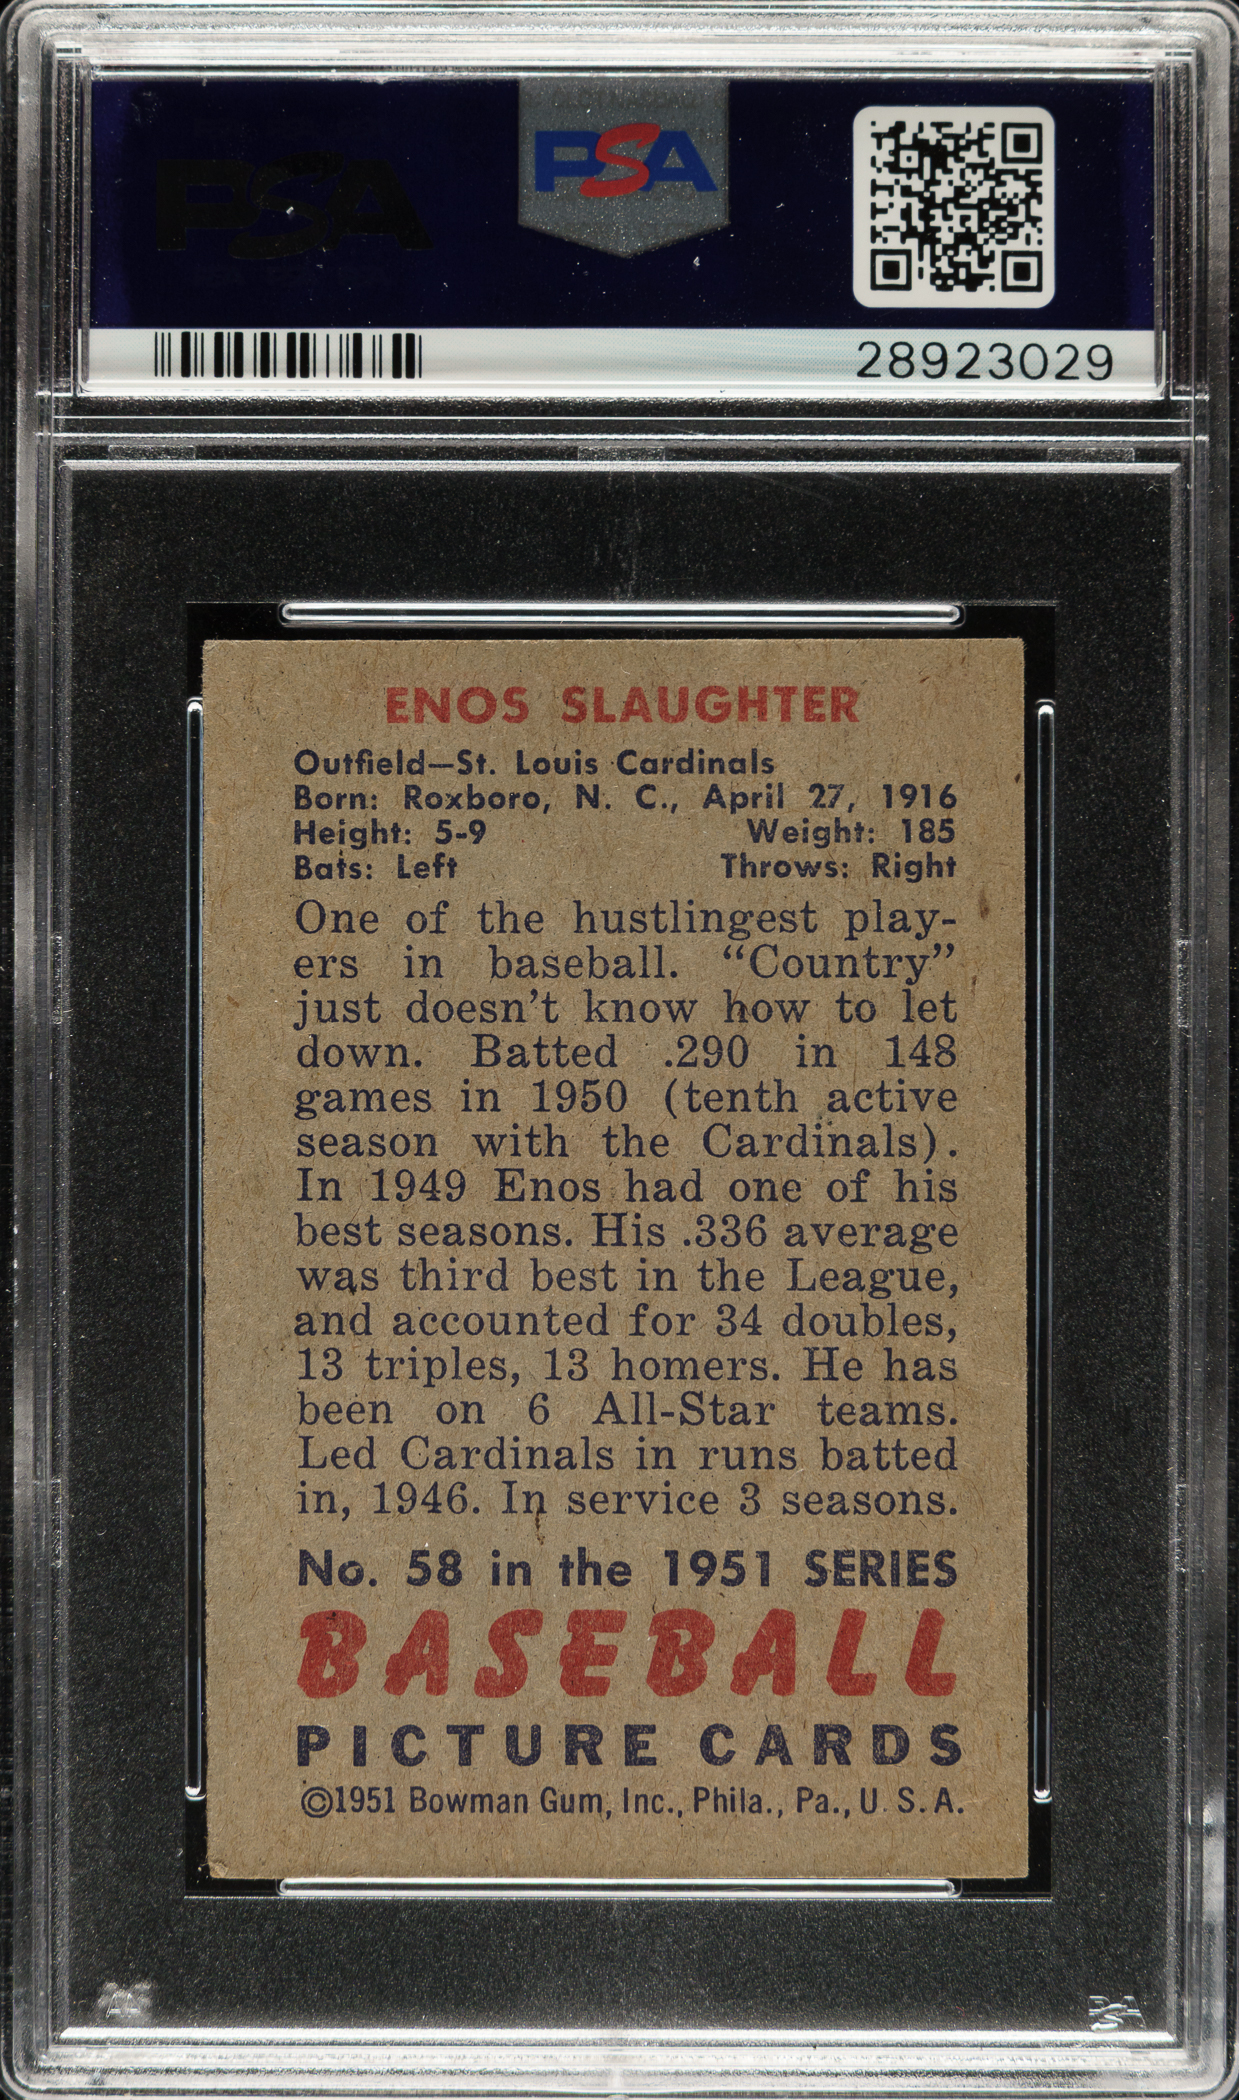 PSA
PSA
28923029
ENOS SLAUGHTER
Outfield—St. Louis Cardinals
Born: Roxboro, N. C., April 27, 1916
Height: 5-9 Weight: 185
Bats: Left Throws: Right
One of the hustlingest play-
ers in baseball. “Country”
just doesn’t know how to let
down. Batted .290 in 148
games in 1950 (tenth active
season with the Cardinals).
In 1949 Enos had one of his
best seasons. His .336 average
was third best in the League,
and accounted for 34 doubles,
13 triples, 13 homers. He has
been on 6 All-Star teams.
Led Cardinals in runs batted
in, 1946. In service 3 seasons.
No. 58 in the 1951 SERIES
BASEBALL
PICTURE CARDS
©1951 Bowman Gum, Inc., Phila., Pa., U. S. A.
PSA